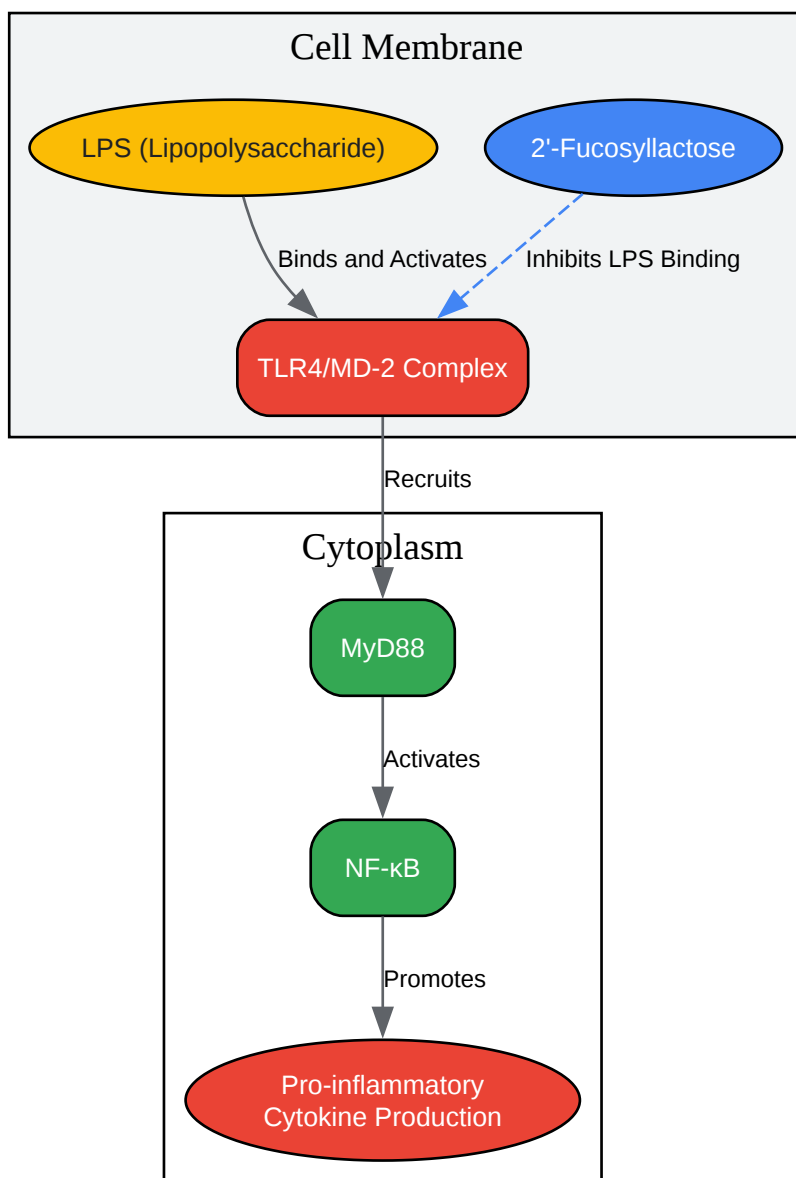 Cell Membrane
LPS (Lipopolysaccharide)
2'-Fucosyllactose
Binds and Activates
Inhibits LPS Binding
TLR4/MD-2 Complex
Recruits
Cytoplasm
MyD88
Activates
NF-κB
Promotes
Pro-inflammatory
Cytokine Production